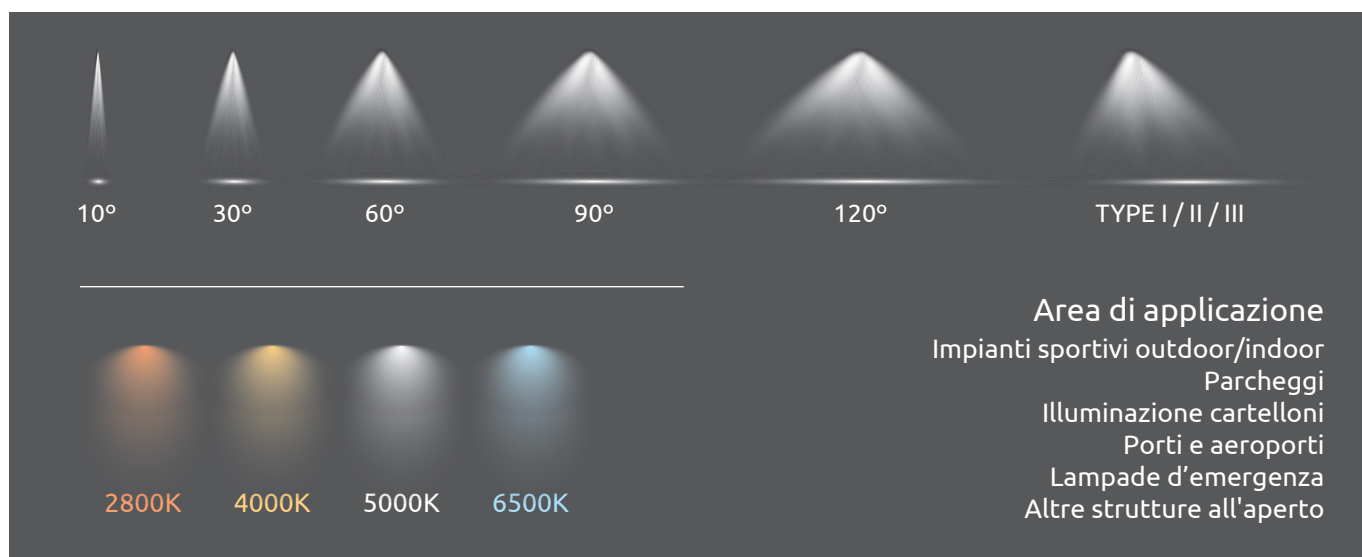 10° 30° 60° 90° 120° TYPE I / II / III
2800K 4000K 5000K 6500K
Area di applicazione
Impianti sportivi outdoor/indoor
Parcheggi
Illuminazione cartelloni
Porti e aeroporti
Lampade d’emergenza
Altre strutture all'aperto